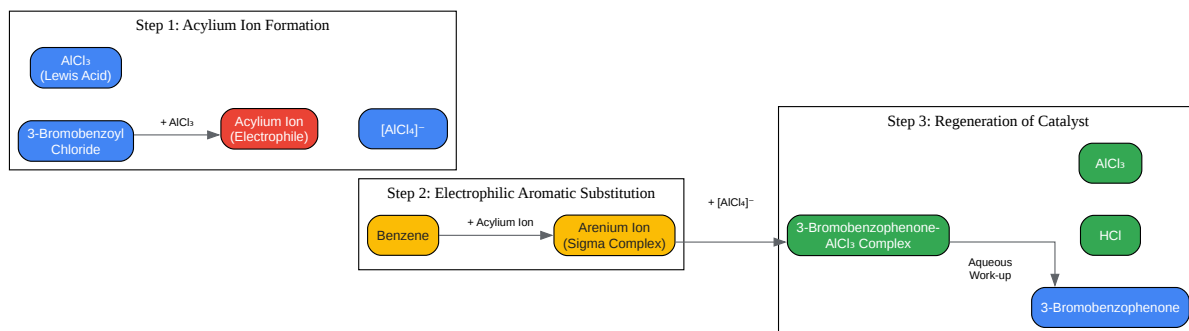 Step 1: Acylium Ion Formation
AlCl₃
(Lewis Acid)
3-Bromobenzoyl
Chloride
+ AlCl₃
Acylium Ion
(Electrophile)
[AlCl₄]⁻
Step 2: Electrophilic Aromatic Substitution
Benzene
+ Acylium Ion
Arenium Ion
(Sigma Complex)
+ [AlCl₄]⁻
Step 3: Regeneration of Catalyst
AlCl₃
3-Bromobenzophenone-
AlCl₃ Complex
HCl
Aqueous
Work-up
3-Bromobenzophenone